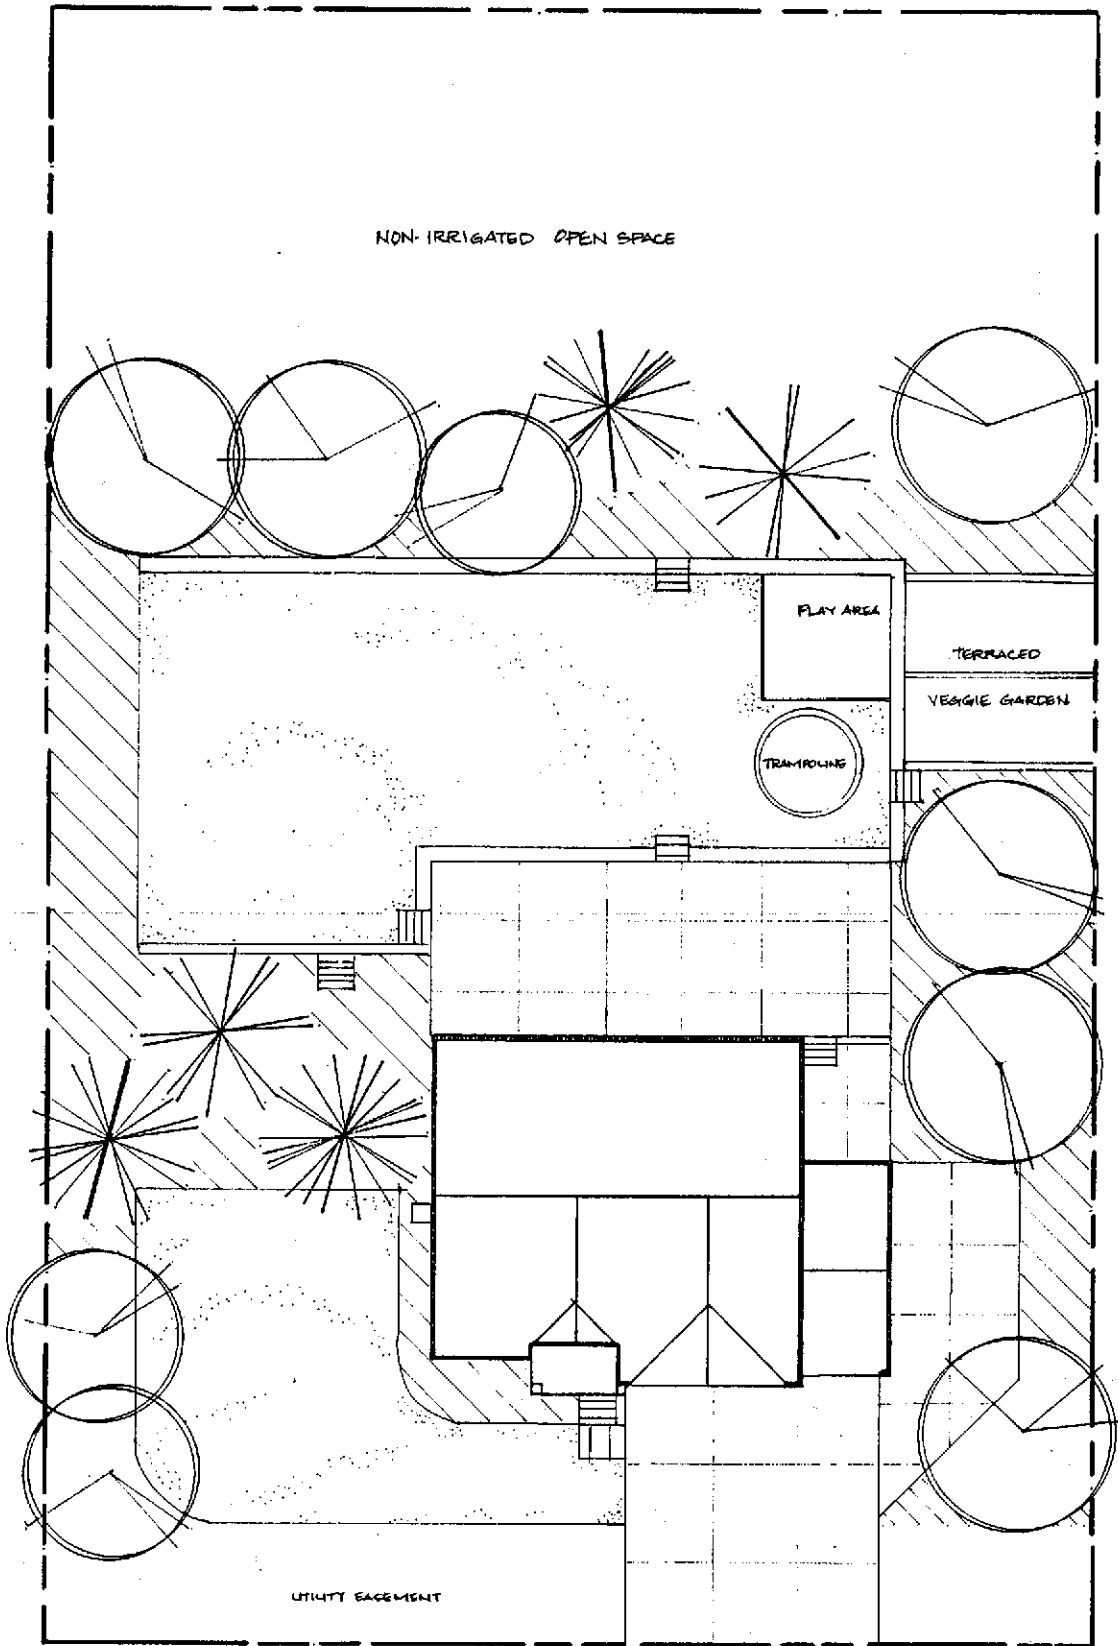 NON-IRRIGATED OPEN SPACE
PLAY AREA
TERRACED
VEGGIE GARDEN
TRAMPOLINE
UTILITY EASEMENT